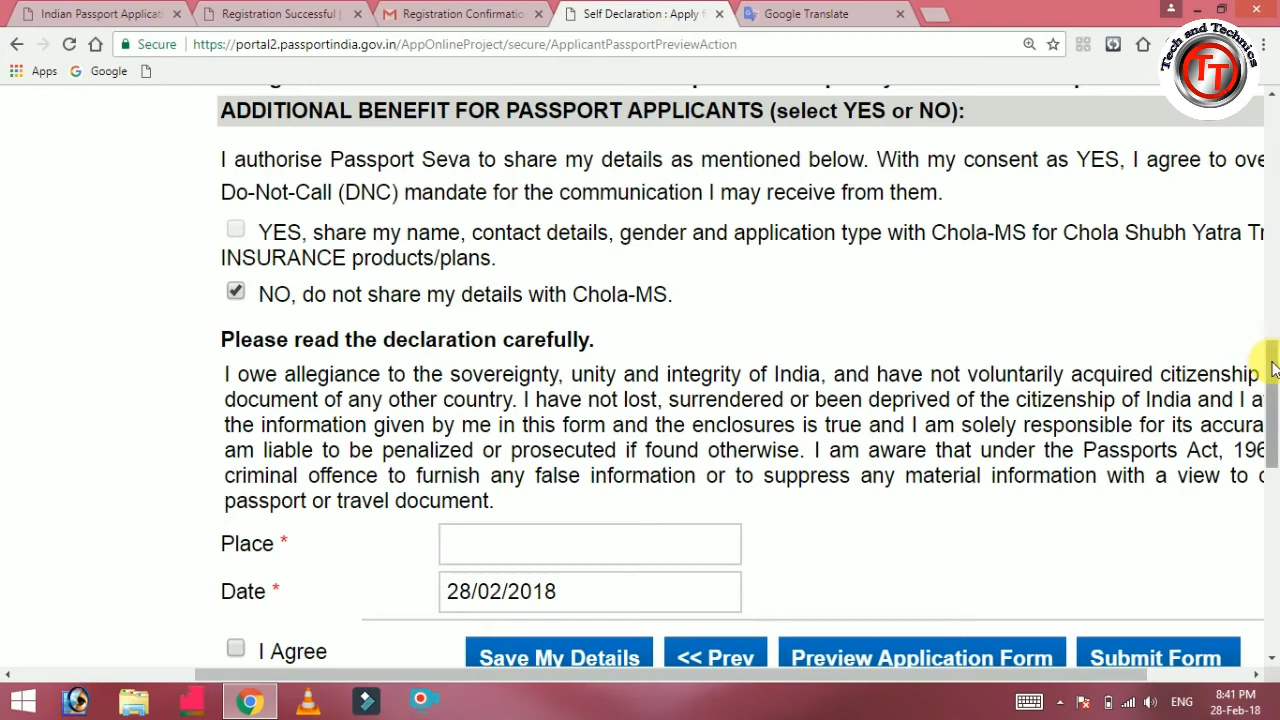 Indian Passport Applicat
Registration Successful
Registration Confirmatio
Self Declaration : Apply f
Google Translate
Secure
https://portal2.passportindia.gov.in/AppOnlineProject/secure/ApplicantPassportPreviewAction
Apps
Google
Tech and Technics
TT
ADDITIONAL BENEFIT FOR PASSPORT APPLICANTS (select YES or NO):
I authorise Passport Seva to share my details as mentioned below. With my consent as YES, I agree to ove
Do-Not-Call (DNC) mandate for the communication I may receive from them.
YES, share my name, contact details, gender and application type with Chola-MS for Chola Shubh Yatra Tr
INSURANCE products/plans.
NO, do not share my details with Chola-MS.
Please read the declaration carefully.
I owe allegiance to the sovereignty, unity and integrity of India, and have not voluntarily acquired citizenship
document of any other country. I have not lost, surrendered or been deprived of the citizenship of India and I a
the information given by me in this form and the enclosures is true and I am solely responsible for its accura
am liable to be penalized or prosecuted if found otherwise. I am aware that under the Passports Act, 196
criminal offence to furnish any false information or to suppress any material information with a view to o
passport or travel document.
Place *
Date * 28/02/2018
I Agree
Save My Details
<< Prev
Preview Application Form
Submit Form
ENG
8:41 PM
28-Feb-18